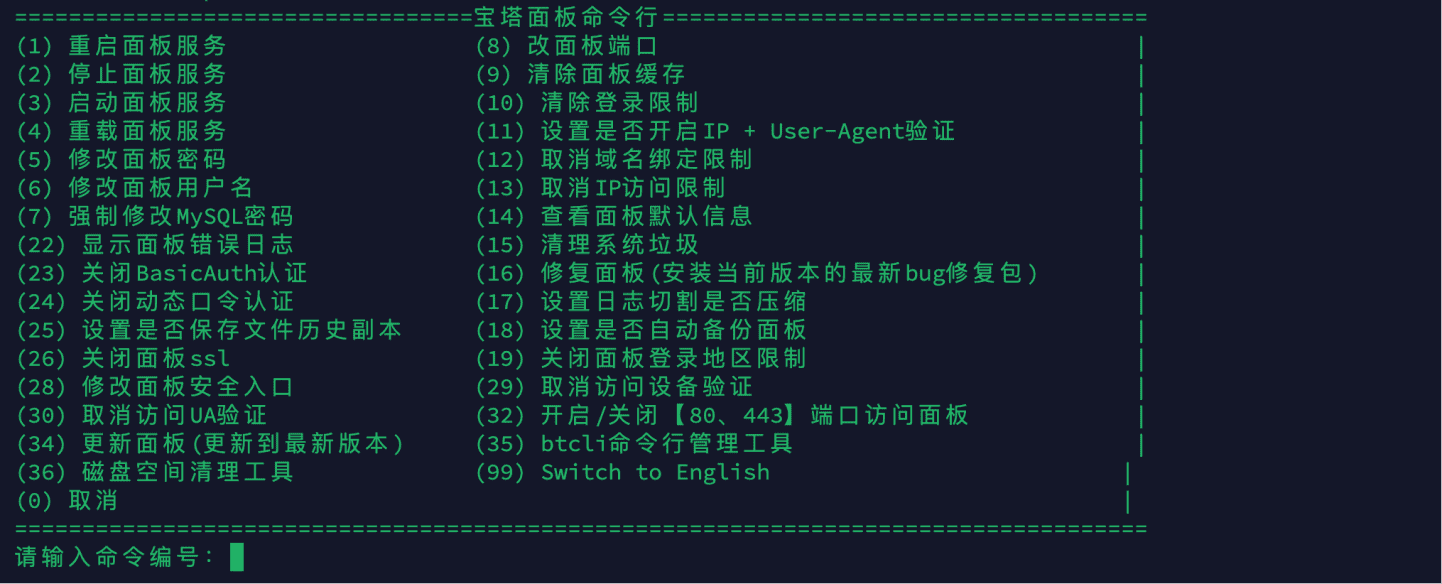 ==================================宝塔面板命令行====================================
(1) 重启面板服务                   (8) 改面板端口                                    |
(2) 停止面板服务                   (9) 清除面板缓存                                  |
(3) 启动面板服务                   (10) 清除登录限制                                 |
(4) 重载面板服务                   (11) 设置是否开启IP + User-Agent验证              |
(5) 修改面板密码                   (12) 取消域名绑定限制                             |
(6) 修改面板用户名                 (13) 取消IP访问限制                               |
(7) 强制修改MySQL密码              (14) 查看面板默认信息                             |
(22) 显示面板错误日志              (15) 清理系统垃圾                                 |
(23) 关闭BasicAuth认证             (16) 修复面板(安装当前版本的最新bug修复包)        |
(24) 关闭动态口令认证              (17) 设置日志切割是否压缩                         |
(25) 设置是否保存文件历史副本      (18) 设置是否自动备份面板                         |
(26) 关闭面板ssl                   (19) 关闭面板登录地区限制                         |
(28) 修改面板安全入口              (29) 取消访问设备验证                             |
(30) 取消访问UA验证                (32) 开启/关闭【80、443】端口访问面板             |
(34) 更新面板(更新到最新版本)      (35) btcli命令行管理工具                          |
(36) 磁盘空间清理工具              (99) Switch to English                           |
(0) 取消                                                                            |
====================================================================================
请输入命令编号: